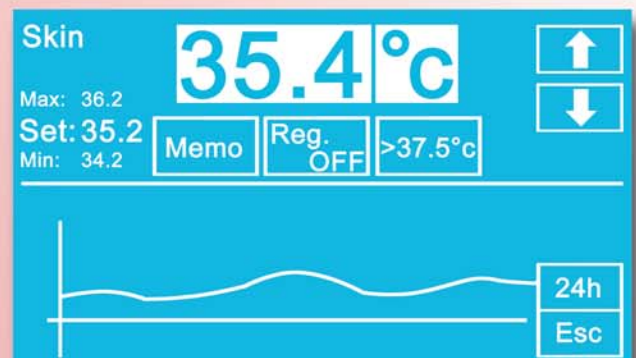 Skin
35.4 °c
Max: 36.2
Set: 35.2
Min: 34.2
Memo
Reg.
OFF
>37.5°c
24h
Esc